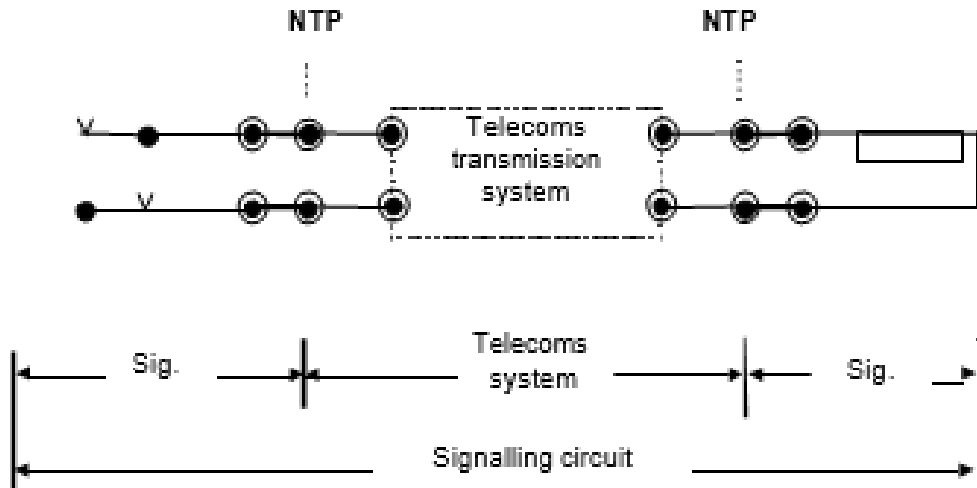 NTP NTP
Telecoms
transmission
system
Sig. Telecoms
system Sig.
Signalling circuit